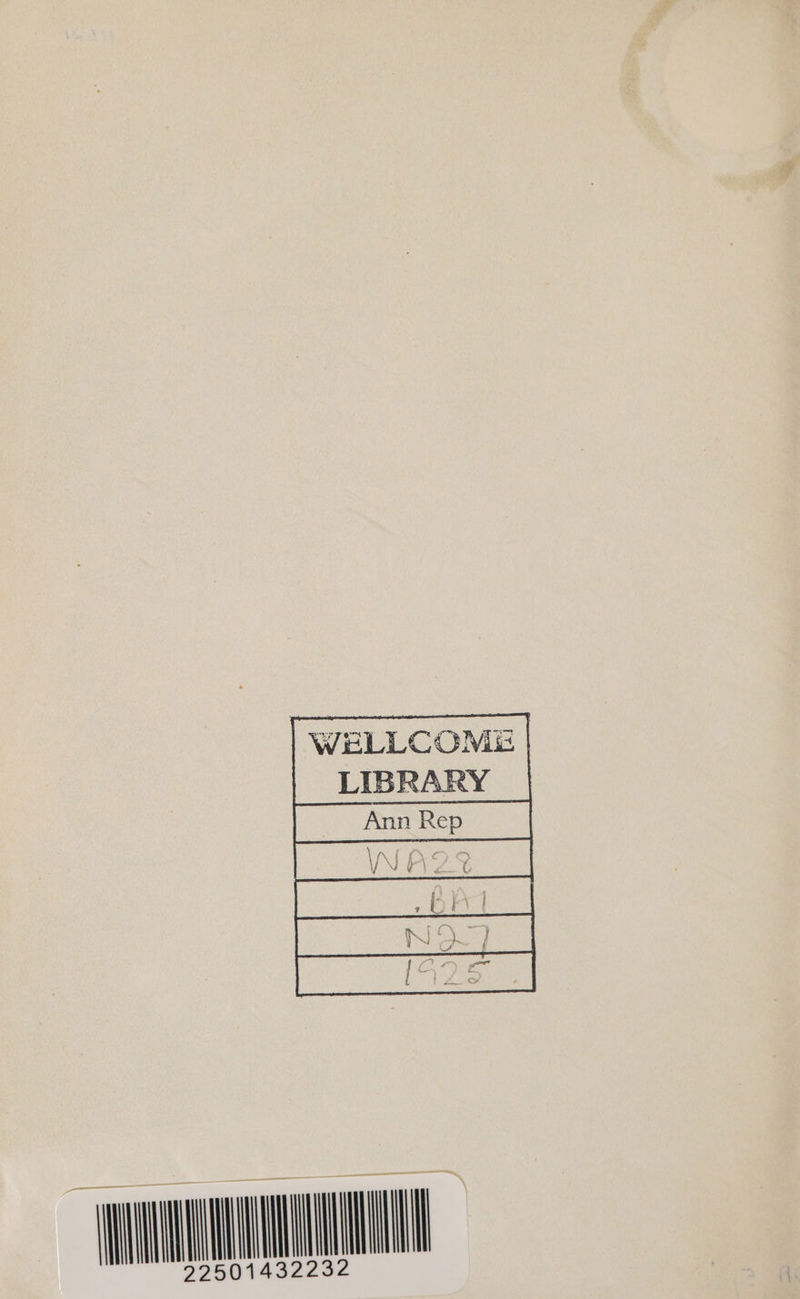 WELLCOME
LIBRARY
Ann Rep
WA28
.BA1
N27
1925
22501432232